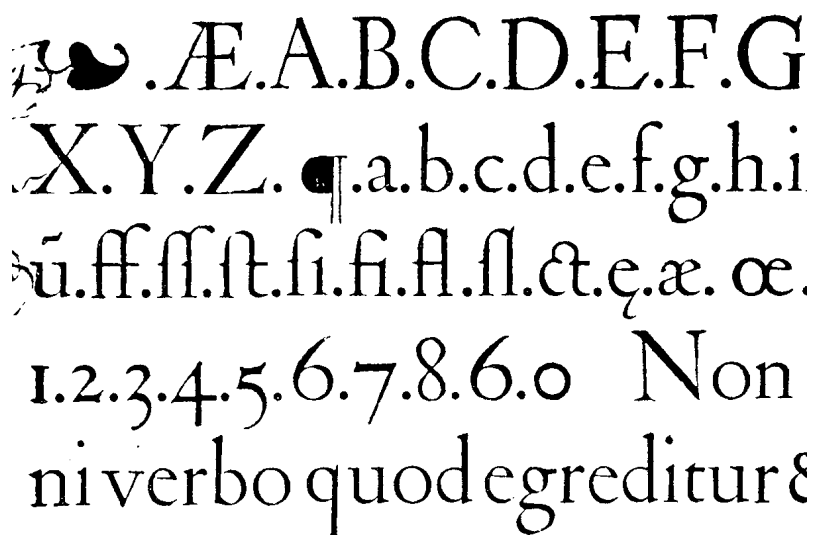 ❧.Æ.A.B.C.D.E.F.G
X.Y.Z. ¶.a.b.c.d.e.f.g.h.i.
ū.ff.ſſ.ſt.ſi.fi.fl.ſl.ct.ę.æ. œ.
1.2.3.4.5.6.7.8.6.0 Non
ni verbo quod egreditur &